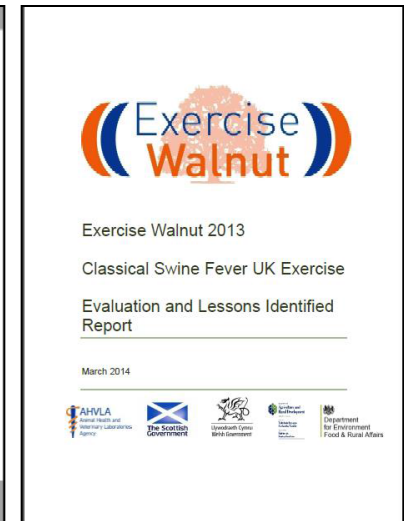 Exercise
Walnut
Exercise Walnut 2013
Classical Swine Fever UK Exercise
Evaluation and Lessons Identified
Report
March 2014
AHVLA
Animal Health and
Veterinary Laboratories
Agency
The Scottish
Government
Llywodraeth Cymru
Welsh Government
Department
for Environment
Food & Rural Affairs